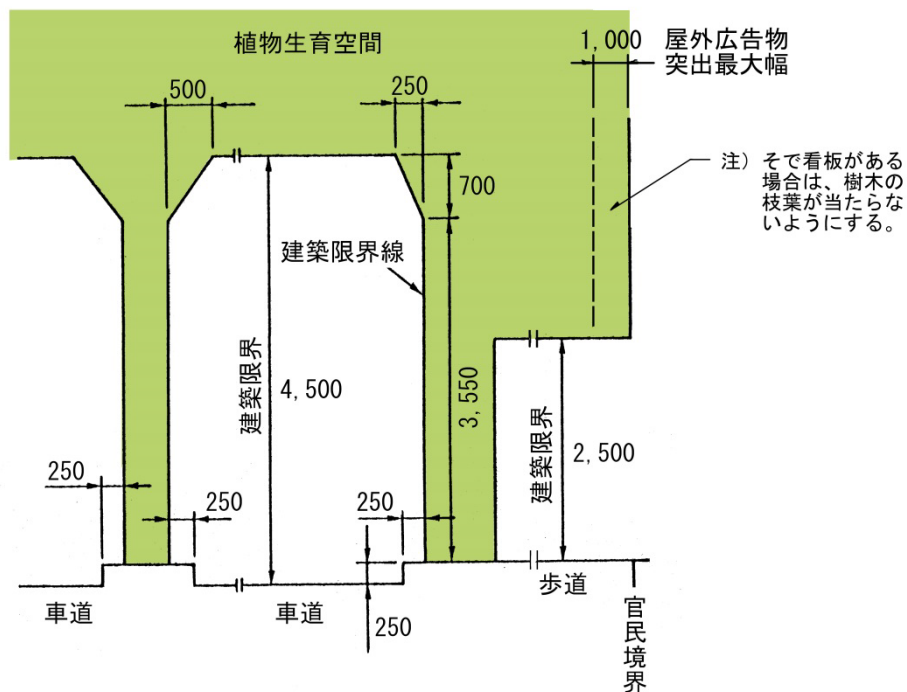 植物生育空間
1,000
屋外広告物
突出最大幅
500
250
700
注) そで看板がある
場合は、樹木の
枝葉が当たらな
いようにする。
建築限界線
建築限界
4,500
3,550
建築限界
2,500
250
250
250
250
車道
車道
歩道
官民境界